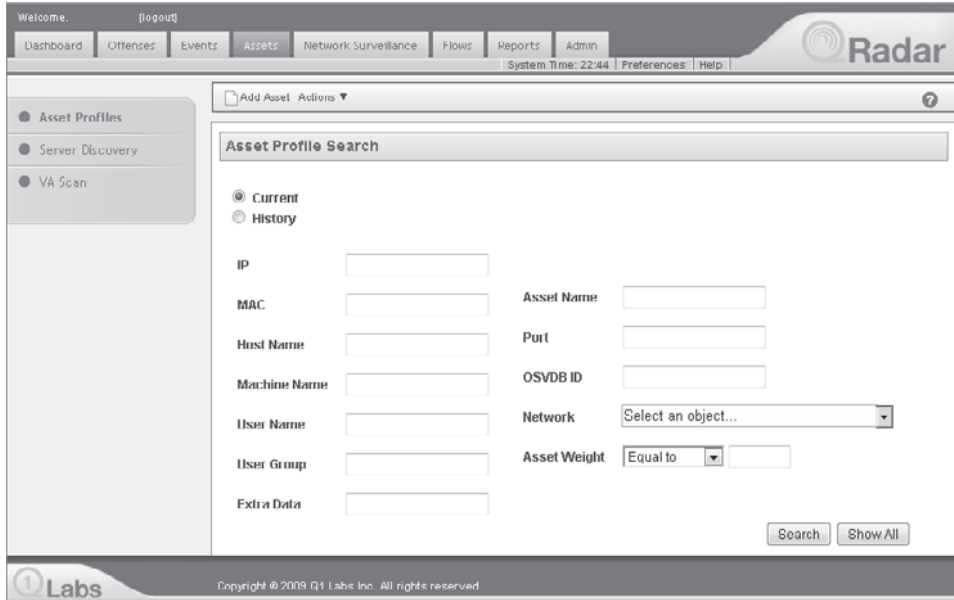 Welcome. [logout]
Dashboard Offenses Events Assets Network Surveillance Flows Reports Admin
System Time: 22:44 Preferences Help
QRadar
Add Asset Actions ▼ ?
Asset Profiles
Server Discovery
VA Scan
Asset Profile Search
Current
History
IP
MAC
Host Name
Machine Name
User Name
User Group
Extra Data
Asset Name
Port
OSVDB ID
Network Select an object...
Asset Weight Equal to
Search Show All
Q1 Labs
Copyright © 2009 Q1 Labs Inc. All rights reserved.